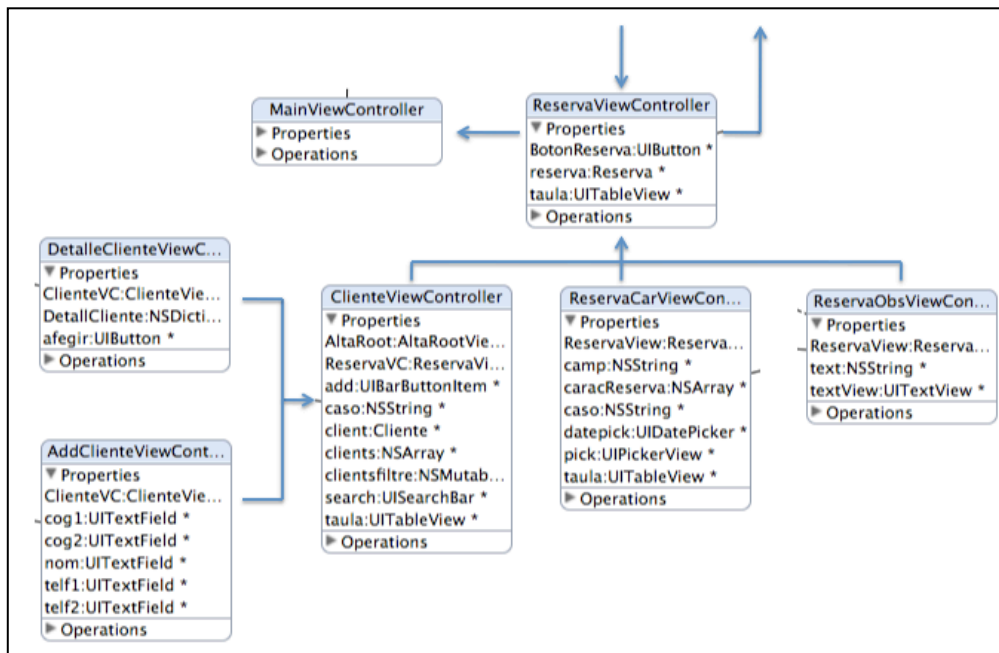 MainViewController
Properties
Operations
ReservaViewController
Properties
BotonReserva:UIButton *
reserva:Reserva *
taula:UITableView *
Operations
DetalleClienteViewC...
Properties
ClienteVC:ClienteVie...
DetallCliente:NSDicti...
afegir:UIButton *
Operations
AddClienteViewCont...
Properties
ClienteVC:ClienteVie...
cog1:UITextField *
cog2:UITextField *
nom:UITextField *
telf1:UITextField *
telf2:UITextField *
Operations
ClienteViewController
Properties
AltaRoot:AltaRootVie...
ReservaVC:ReservaVi...
add:UIBarButtonItem *
caso:NSString *
client:Cliente *
clients:NSArray *
clientsfiltre:NSMutab...
search:UISearchBar *
taula:UITableView *
Operations
ReservaCarViewCon...
Properties
ReservaView:Reserva...
camp:NSString *
caracReserva:NSArray *
caso:NSString *
datepick:UIDatePicker *
pick:UIPickerView *
taula:UITableView *
Operations
ReservaObsViewCon...
Properties
ReservaView:Reserva...
text:NSString *
textView:UITextView *
Operations